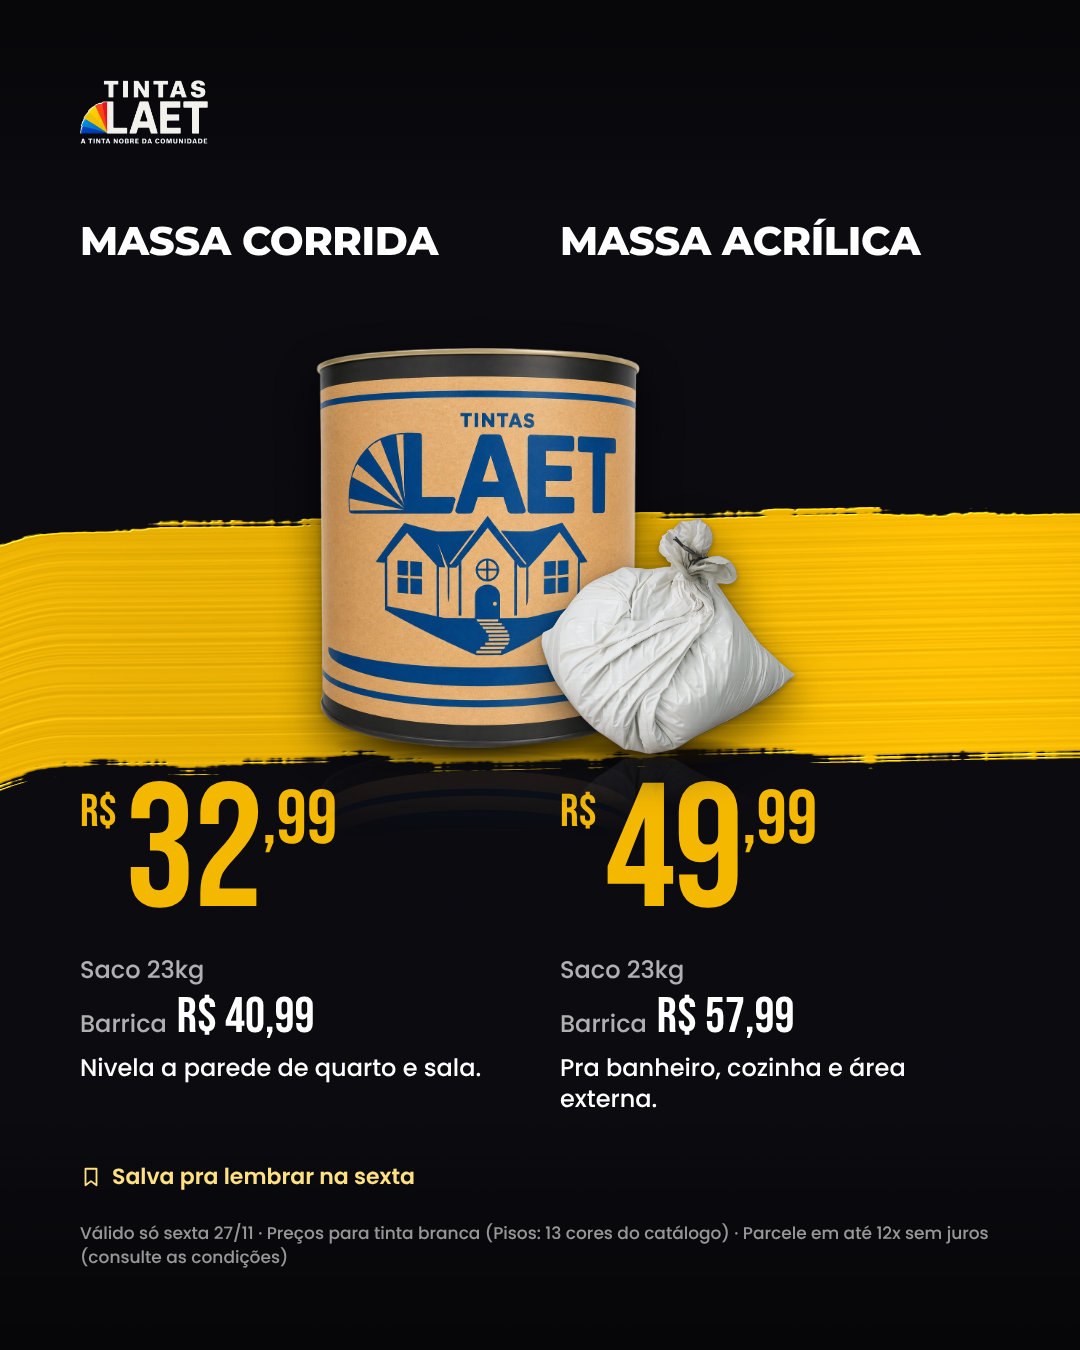 TINTAS
LAET
A TINTA NOBRE DA COMUNIDADE
MASSA CORRIDA
MASSA ACRÍLICA
TINTAS
LAET
R$ 32,99
R$ 49,99
Saco 23kg
Barrica R$ 40,99
Nivela a parede de quarto e sala.
Saco 23kg
Barrica R$ 57,99
Pra banheiro, cozinha e área
externa.
Salva pra lembrar na sexta
Válido só sexta 27/11 · Preços para tinta branca (Pisos: 13 cores do catálogo) · Parcele em até 12x sem juros
(consulte as condições)